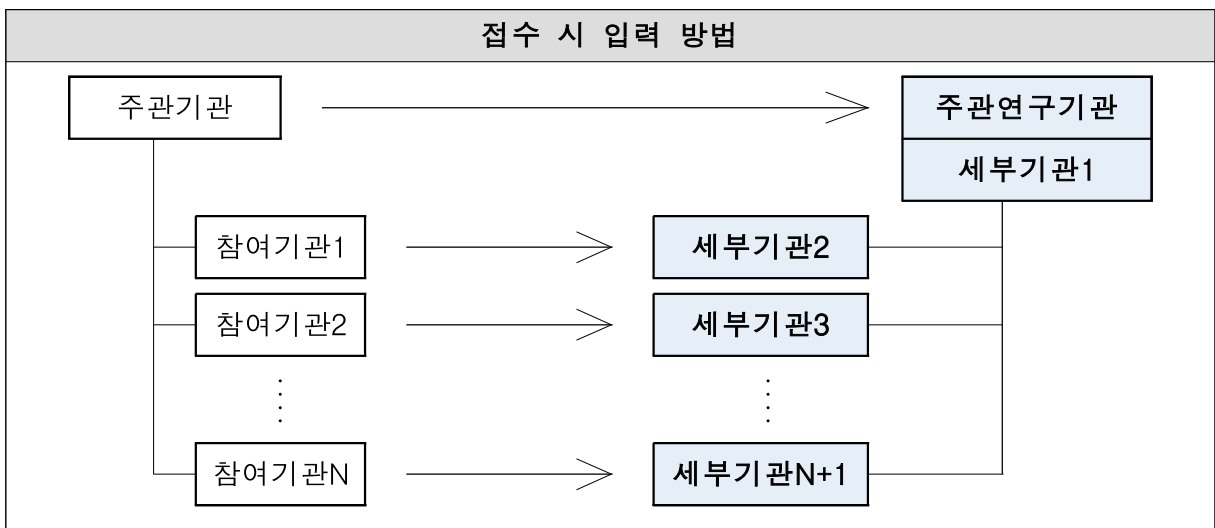 접수 시 입력 방법
주관기관
주관연구기관
세부기관1
참여기관1
세부기관2
참여기관2
세부기관3
참여기관N
세부기관N+1